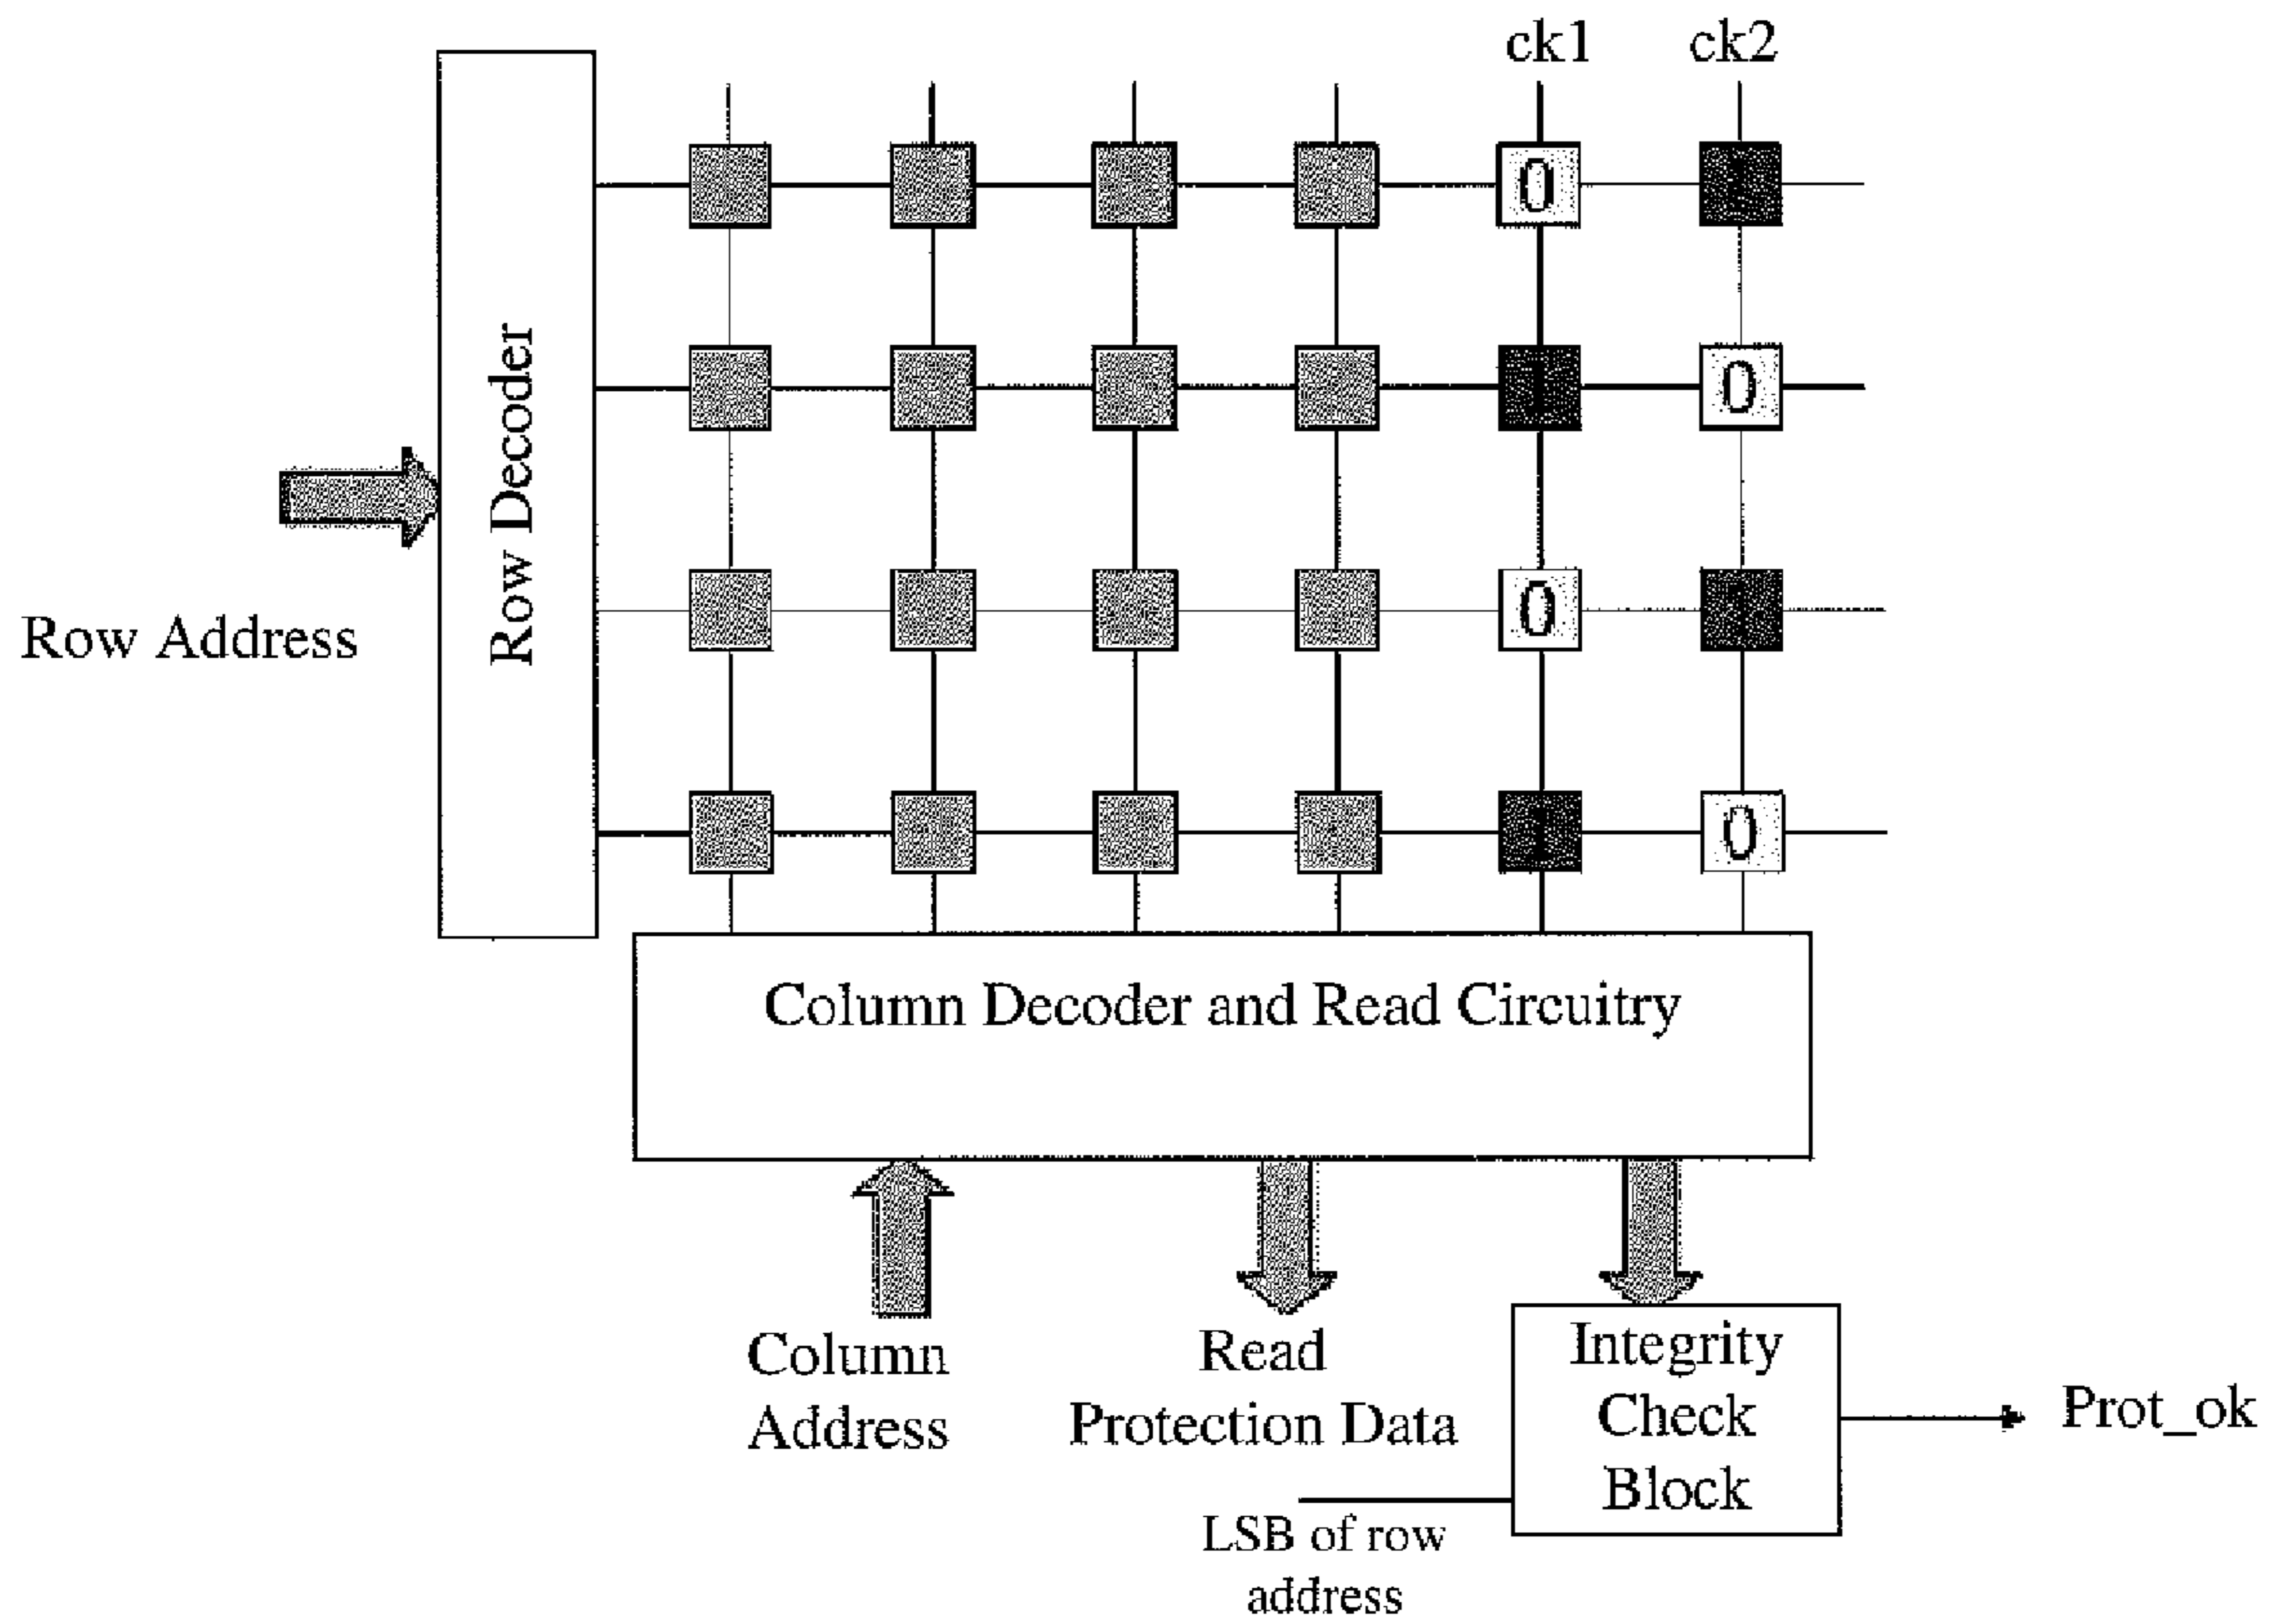 ck1 ck2
0
0
Row Decoder
Row Address
0
0
Column Decoder and Read Circuitry
Column
Address
Read
Protection Data
Integrity
Check
Block
Prot_ok
LSB of row
address